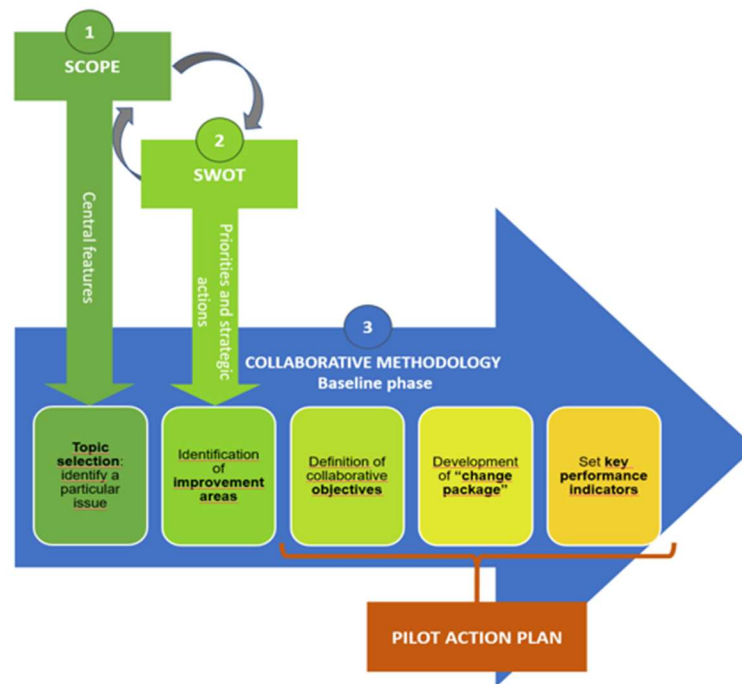 1
SCOPE
2
SWOT
Central features
Priorities and strategic
actions
3
COLLABORATIVE METHODOLOGY
Baseline phase
Topic
selection:
identify a
particular
issue
Identification
of
improvement
areas
Definition of
collaborative
objectives
Development
of "change
package"
Set key
performance
indicators
PILOT ACTION PLAN